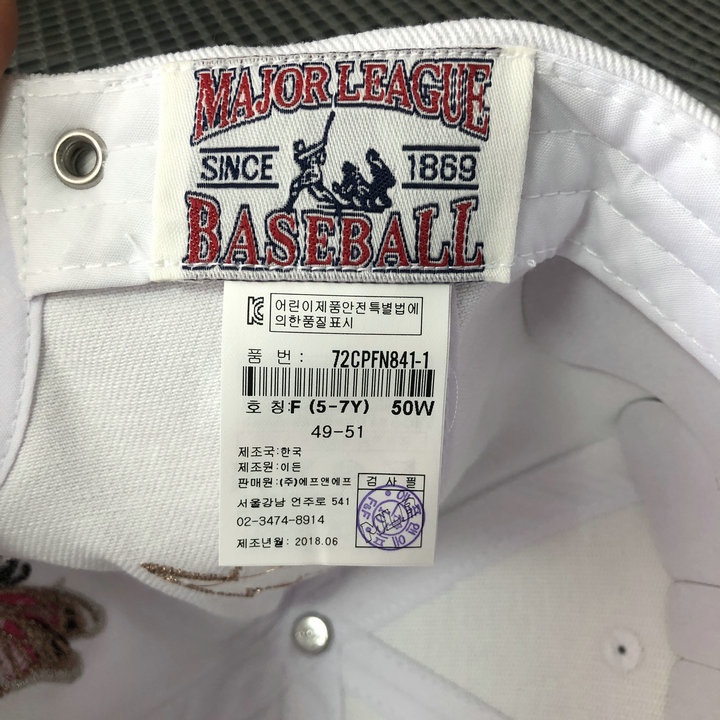 MAJOR LEAGUE
SINCE 1869
BASEBALL
어린이제품안전특별법에
의한품질표시
품 번 : 72CPFN841-1
호 칭:F (5-7Y) 50W
49-51
제조국:한국
제조원:이든
판매원:(주)에프앤에프
서울강남 언주로 541
02-3474-8914
제조년월: 2018.06
검 사 필